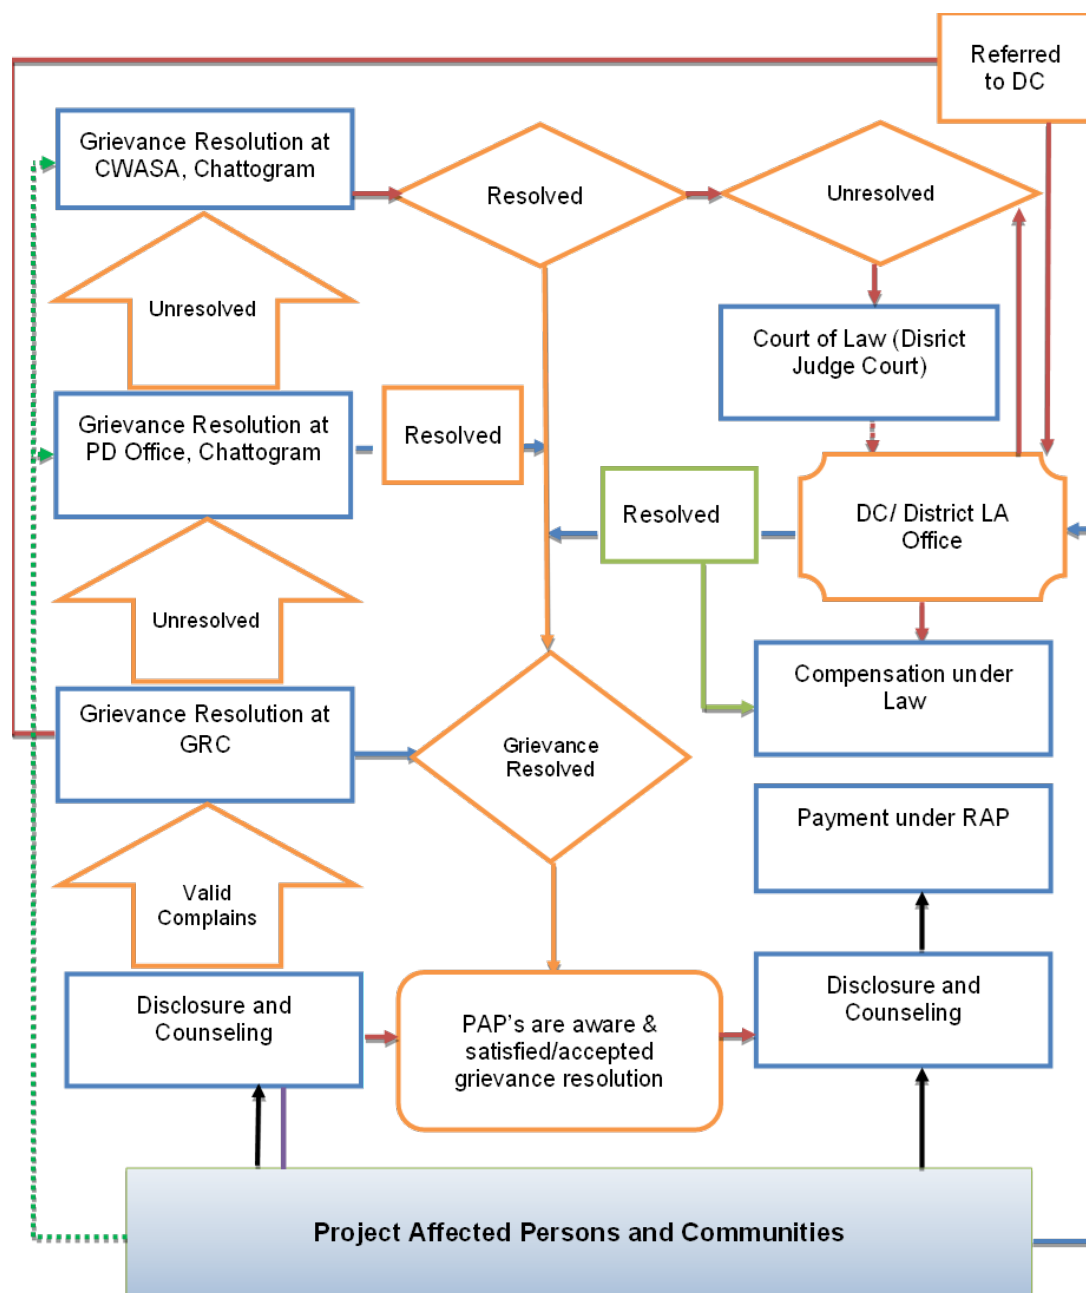 Referred
to DC
Grievance Resolution at
CWASA, Chattogram
Resolved
Unresolved
Unresolved
Court of Law (Disrict
Judge Court)
Grievance Resolution at
PD Office, Chattogram
Resolved
Resolved
DC/ District LA
Office
Unresolved
Compensation under
Law
Grievance Resolution at
GRC
Grievance
Resolved
Payment under RAP
Valid
Complains
Disclosure and
Counseling
PAP's are aware &
satisfied/accepted
grievance resolution
Disclosure and
Counseling
Project Affected Persons and Communities